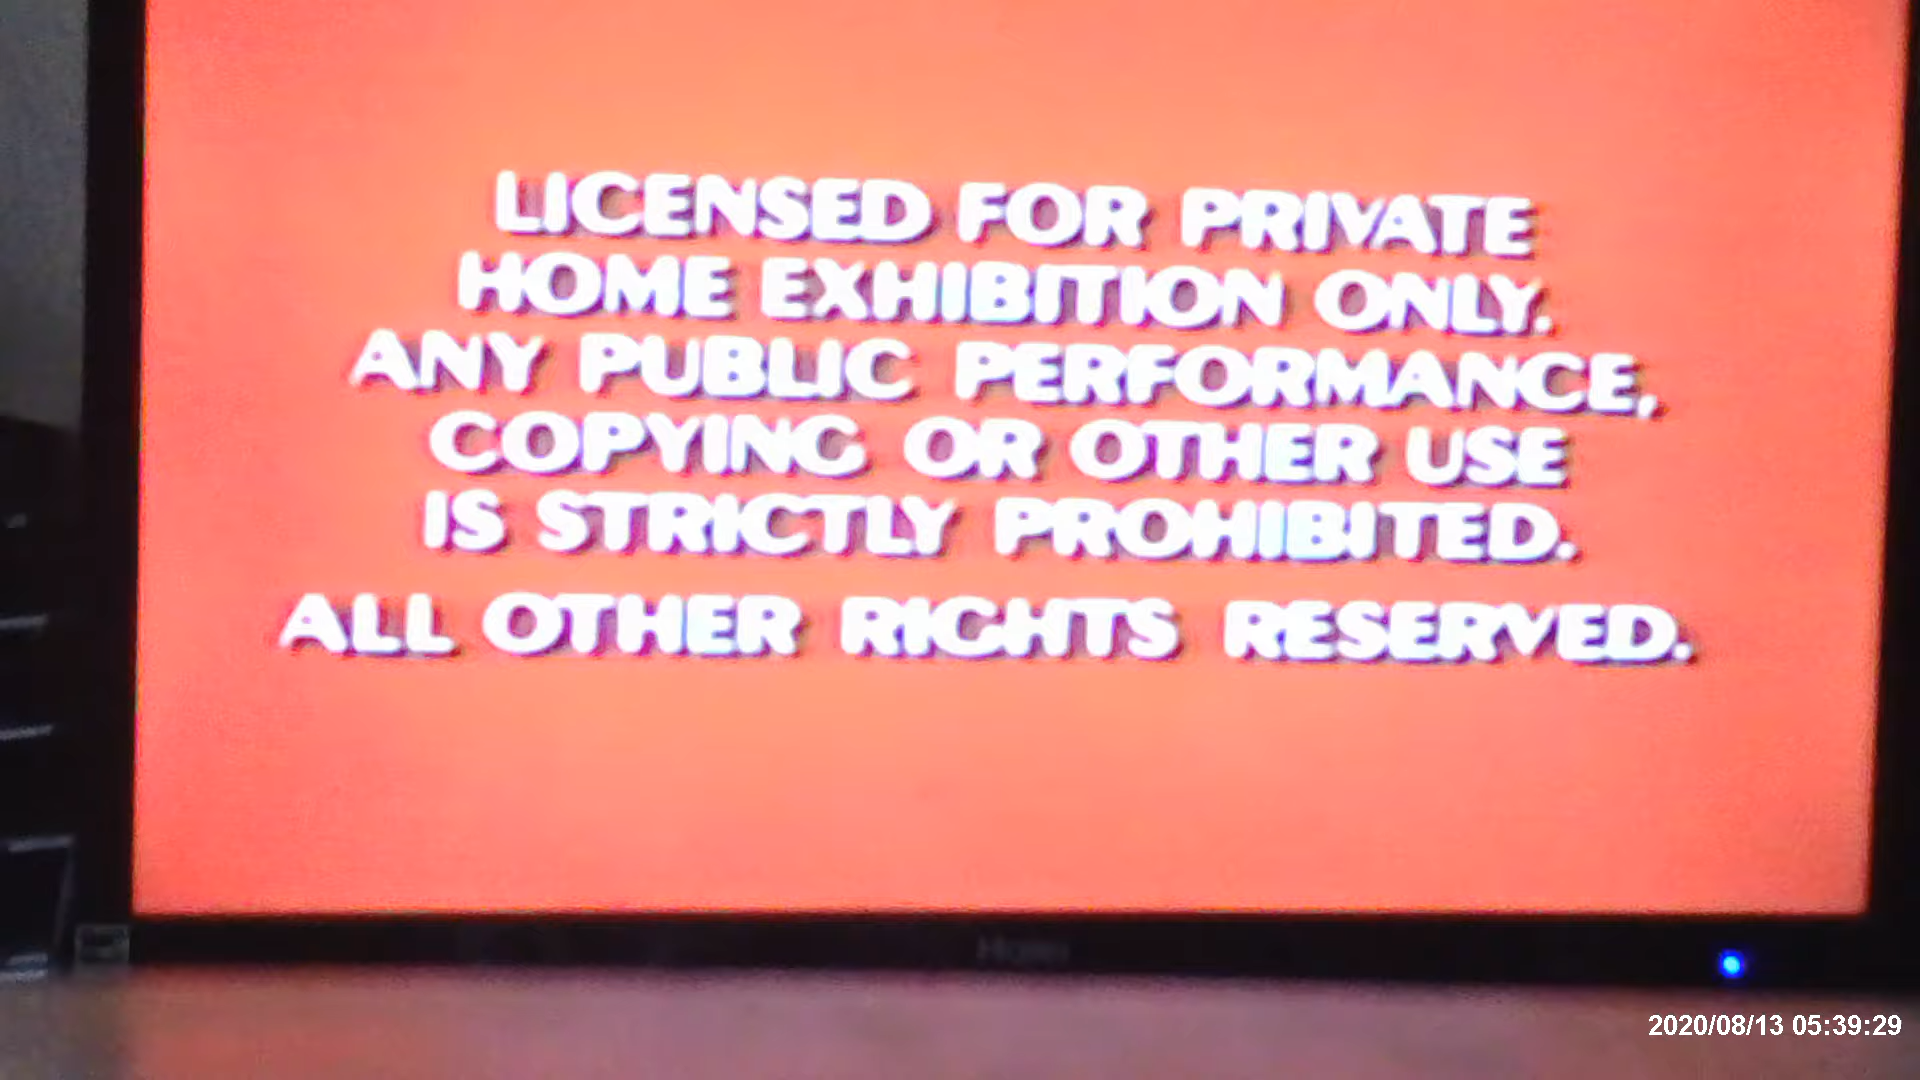 LICENSED FOR PRIVATE
HOME EXHIBITION ONLY.
ANY PUBLIC PERFORMANCE,
COPYING OR OTHER USE
IS STRICTLY PROHIBITED.
ALL OTHER RIGHTS RESERVED.
Haier
2020/08/13 05:39:29